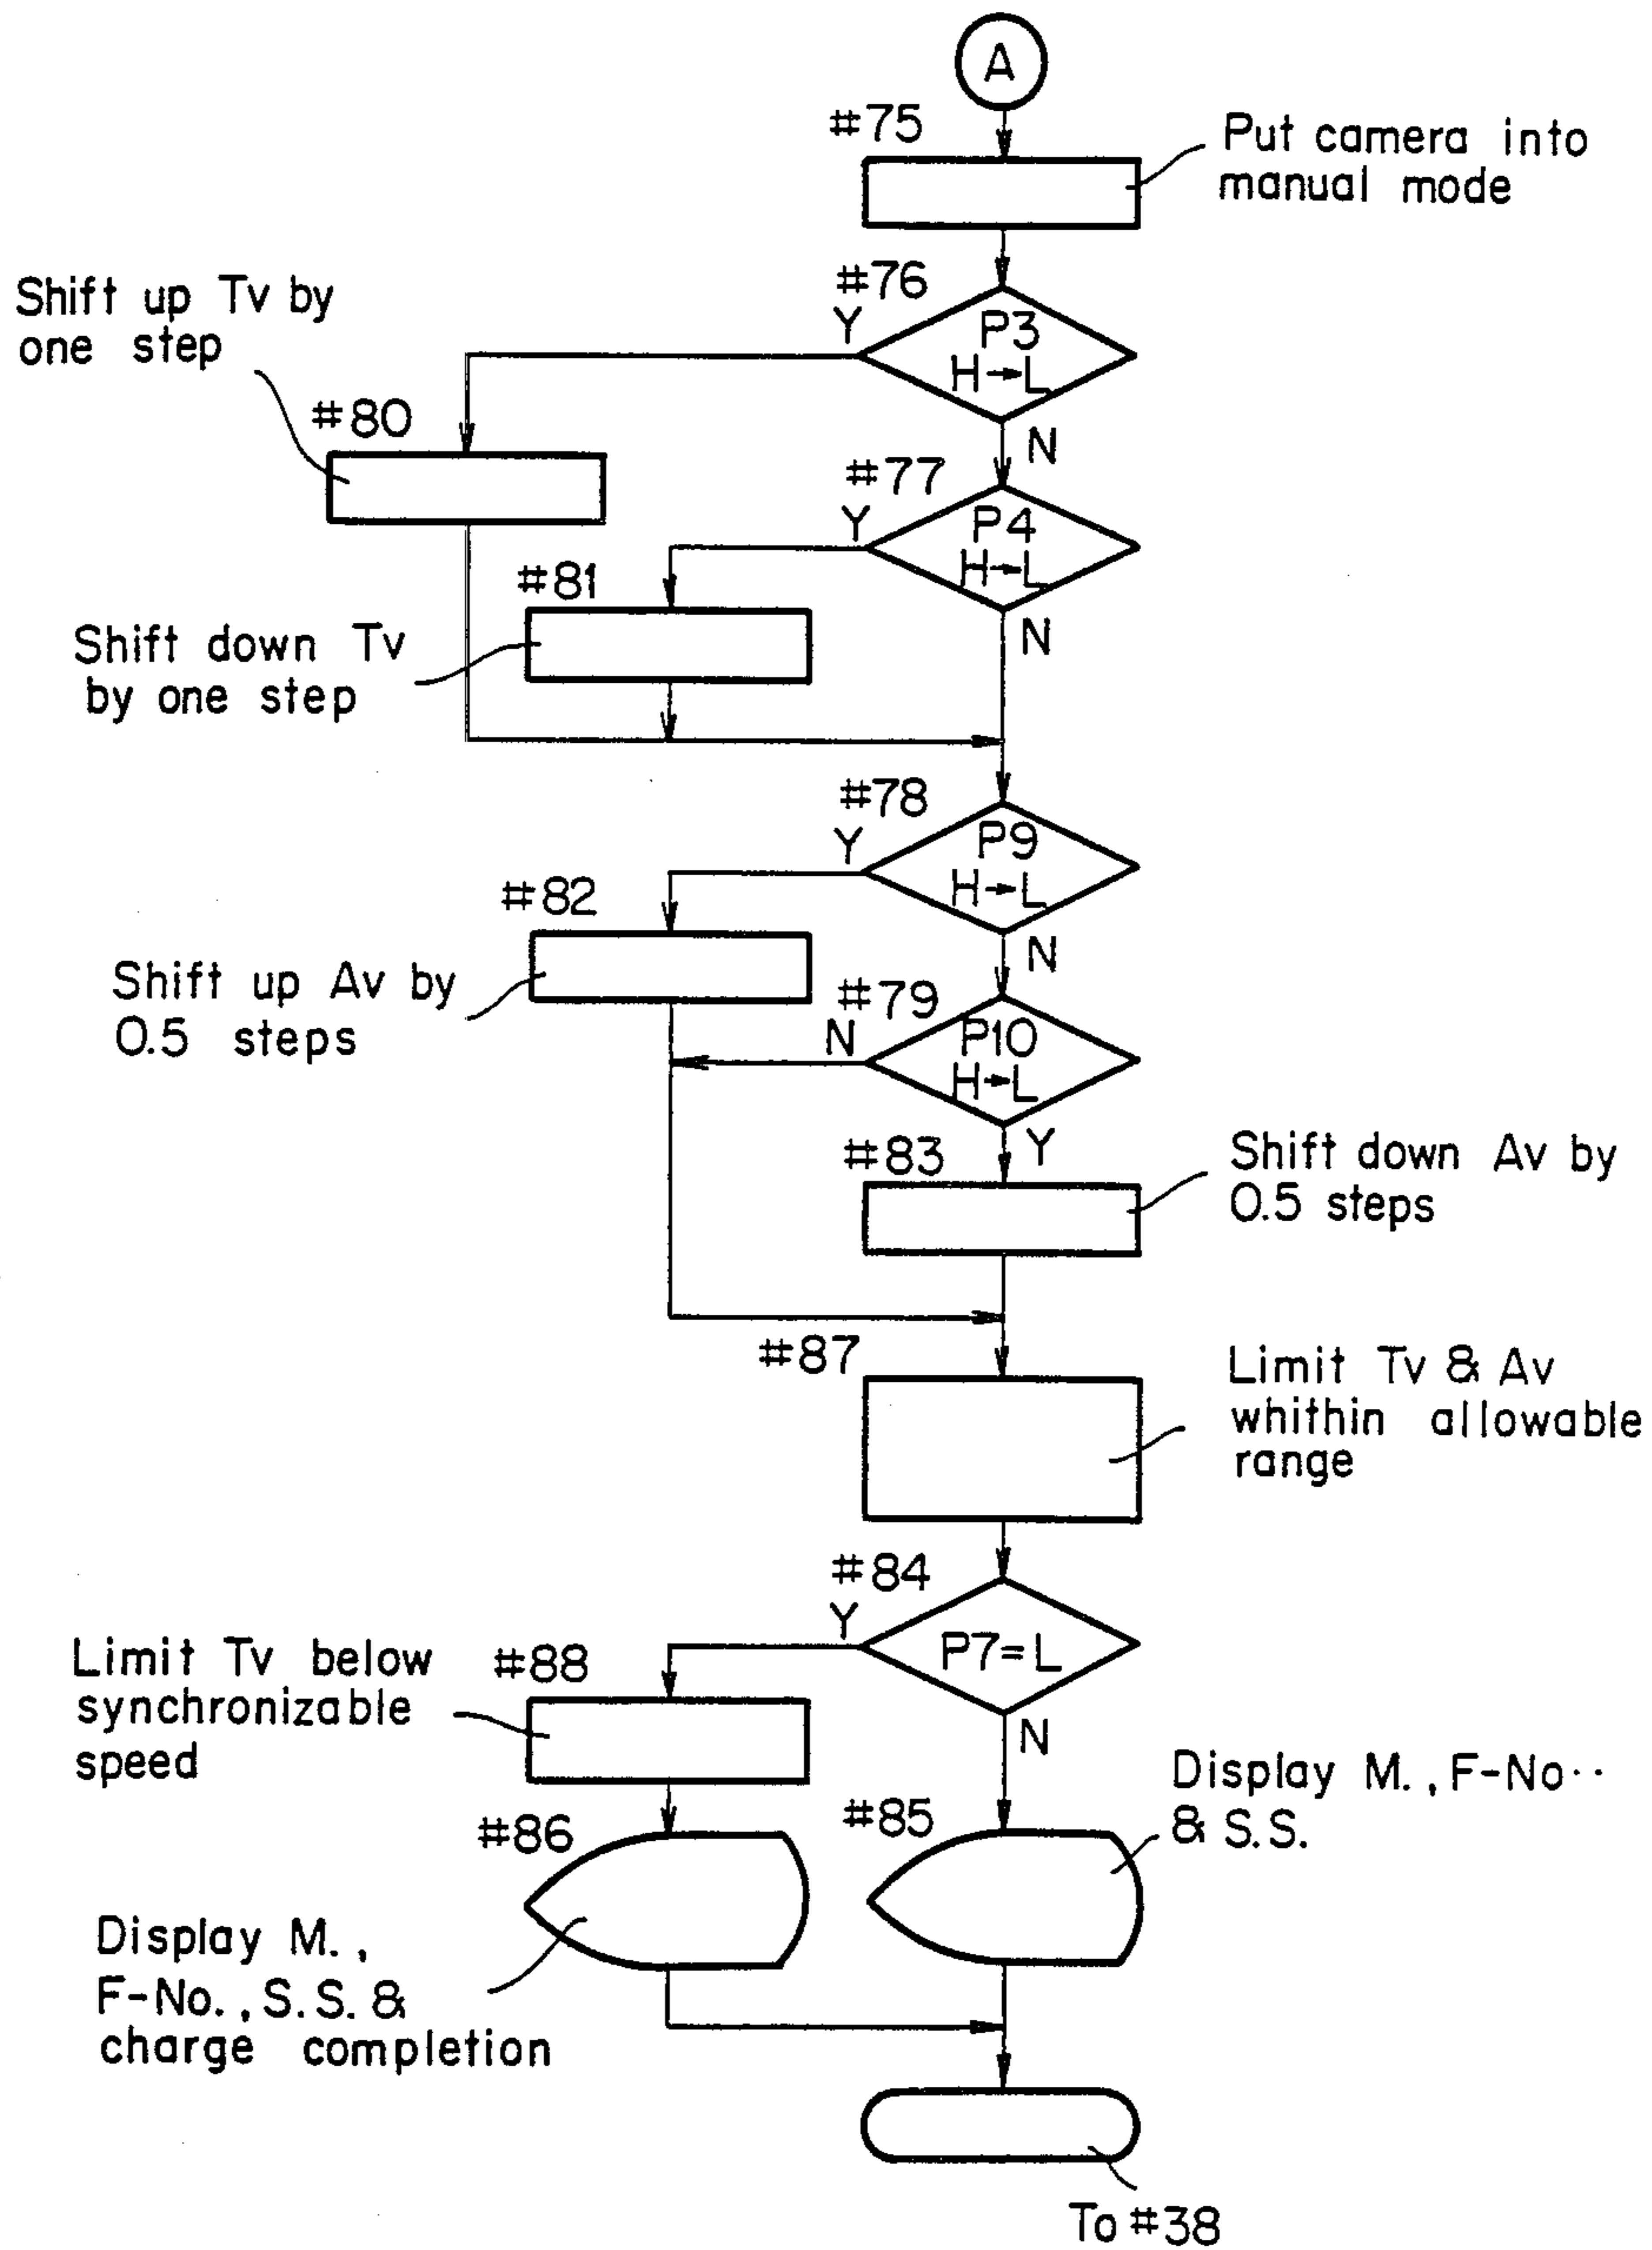 A
#75
Put camera into
manual mode
#76
Y
P3
H→L
N
Shift up Tv by
one step
#80
#77
Y
P4
H→L
N
#81
Shift down Tv
by one step
#78
Y
P9
H→L
N
#82
Shift up Av by
0.5 steps
#79
N
P10
H→L
Y
#83
Shift down Av by
0.5 steps
#87
Limit Tv & Av
whithin allowable
range
#84
Y
P7=L
N
Limit Tv below
synchronizable
speed
#88
#86
#85
Display M., F-No..
& S.S.
Display M.,
F-No., S.S. &
charge completion
To #38